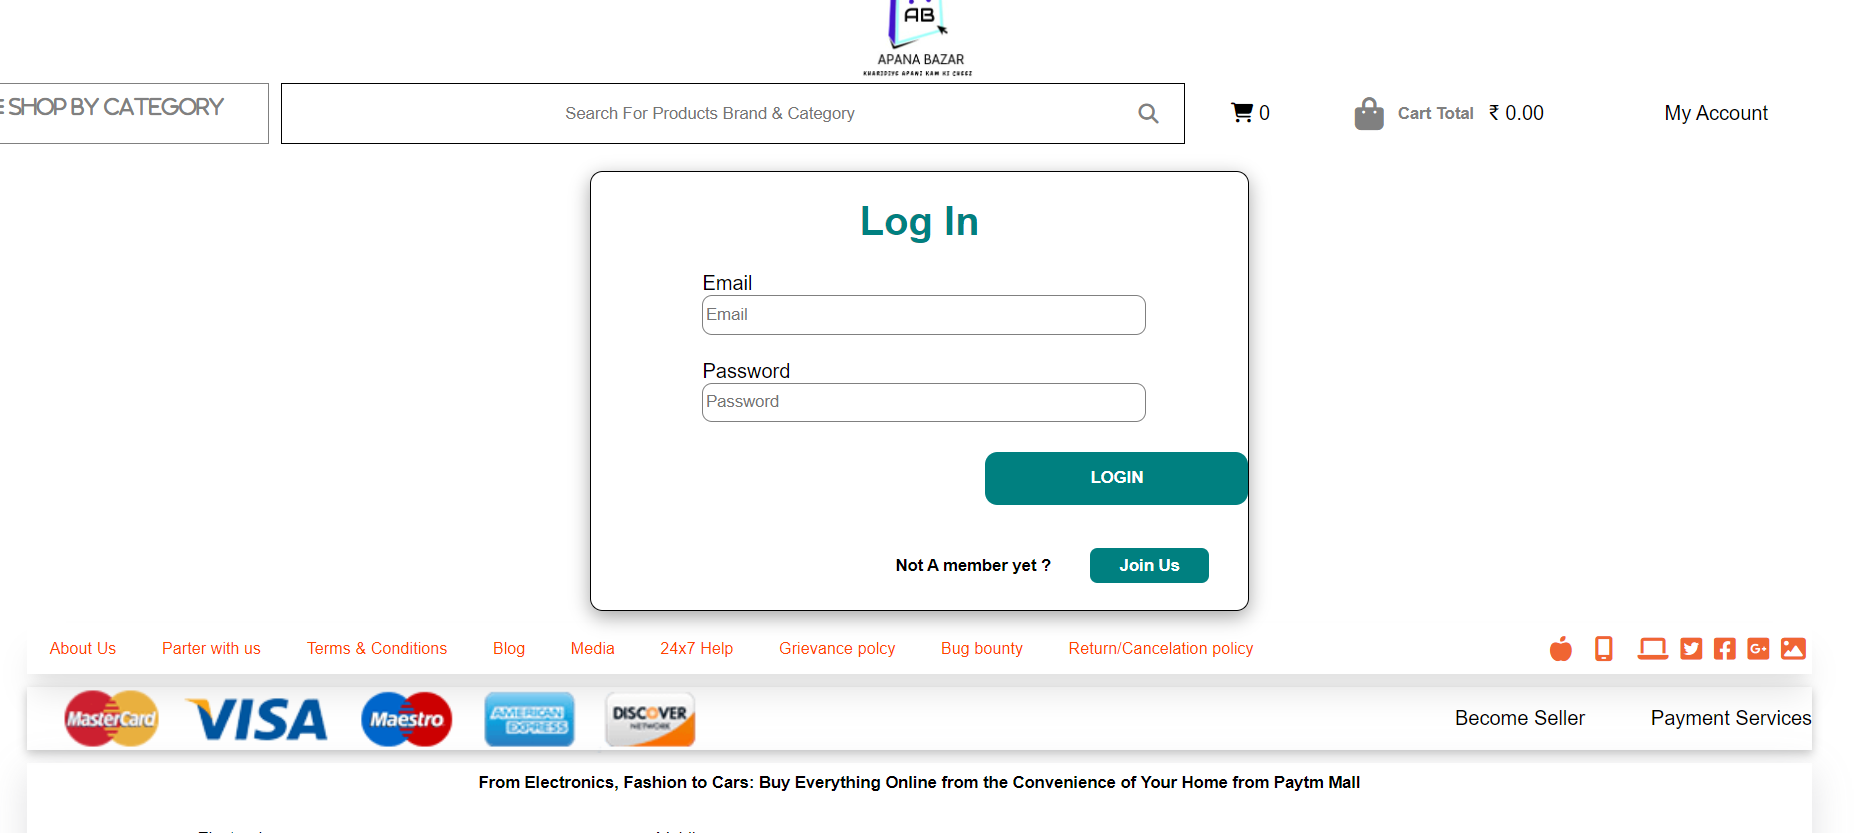 AB
APANA BAZAR
KHARIDIYE APANI KAM KI CHEEZ
SHOP BY CATEGORY
Search For Products Brand & Category
0
Cart Total ₹ 0.00
My Account
Log In
Email
Email
Password
Password
LOGIN
Not A member yet ?
Join Us
About Us
Parter with us
Terms & Conditions
Blog
Media
24x7 Help
Grievance polcy
Bug bounty
Return/Cancelation policy
MasterCard
VISA
Maestro
AMERICAN EXPRESS
DISCOVER
NETWORK
Become Seller
Payment Services
From Electronics, Fashion to Cars: Buy Everything Online from the Convenience of Your Home from Paytm Mall